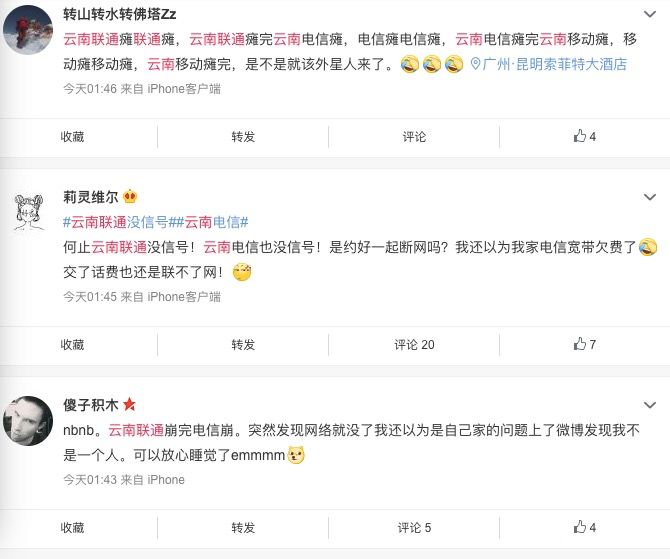 转山转水转佛塔Zz
云南联通瘫联通瘫，云南联通瘫完云南电信瘫，电信瘫电信瘫，云南电信瘫完云南移动瘫，移
动瘫移动瘫，云南移动瘫完，是不是就该外星人来了。 广州·昆明索菲特大酒店
今天01:46 来自 iPhone客户端
收藏 转发 评论 4
莉灵维尔
#云南联通没信号##云南电信#
何止云南联通没信号！云南电信也没信号！是约好一起断网吗？我还以为我家电信宽带欠费了
交了话费也还是联不了网！
今天01:45 来自 iPhone客户端
收藏 转发 评论 20 7
傻子积木
nbnb。云南联通崩完电信崩。突然发现网络就没了我还以为是自己家的问题上了微博发现我不
是一个人。可以放心睡觉了emmmm
今天01:43 来自 iPhone
收藏 转发 评论 5 4